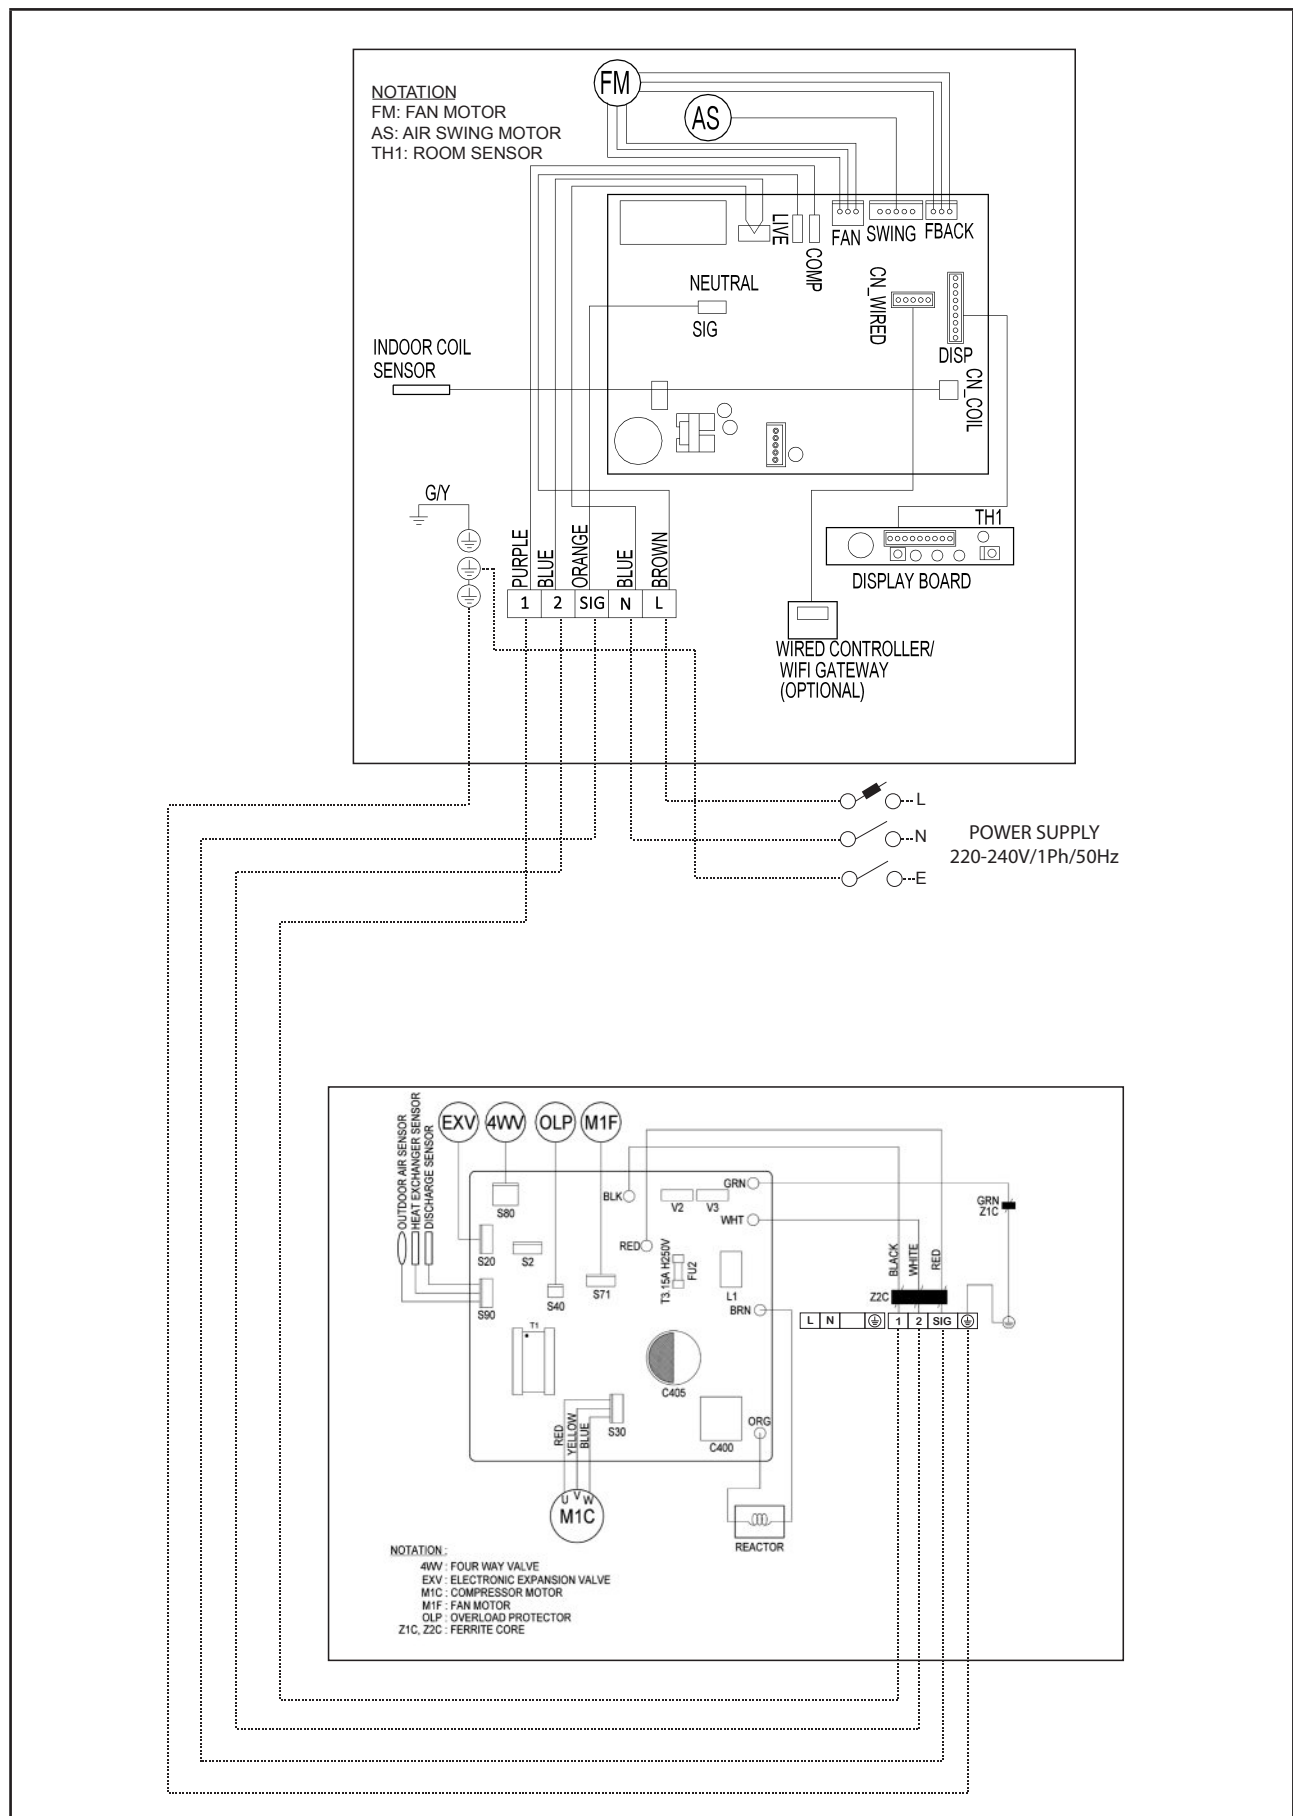 NOTATION
FM: FAN MOTOR
AS: AIR SWING MOTOR
TH1: ROOM SENSOR
FM
AS
LIVE
COMP
FAN
SWING
FBACK
NEUTRAL
SIG
CN_WIRED
DISP
CN_COIL
INDOOR COIL
SENSOR
G/Y
PURPLE
BLUE
ORANGE
BLUE
BROWN
1 2 SIG N L
TH1
DISPLAY BOARD
WIRED CONTROLLER/
WIFI GATEWAY
(OPTIONAL)
L
N
E
POWER SUPPLY
220-240V/1Ph/50Hz
OUTDOOR AIR SENSOR
HEAT EXCHANGER SENSOR
DISCHARGE SENSOR
EXV
4WV
OLP
M1F
S80
S20
S2
S90
S40
S71
BLK
RED
V2
V3
GRN
WHT
T3.15A H250V
FU2
L1
BRN
T1
C405
C400
ORG
S30
RED
YELLOW
BLUE
U V W
M1C
REACTOR
GRN
Z1C
BLACK
WHITE
RED
Z2C
L N 1 2 SIG
NOTATION :
4WV : FOUR WAY VALVE
EXV : ELECTRONIC EXPANSION VALVE
M1C : COMPRESSOR MOTOR
M1F : FAN MOTOR
OLP : OVERLOAD PROTECTOR
Z1C, Z2C : FERRITE CORE